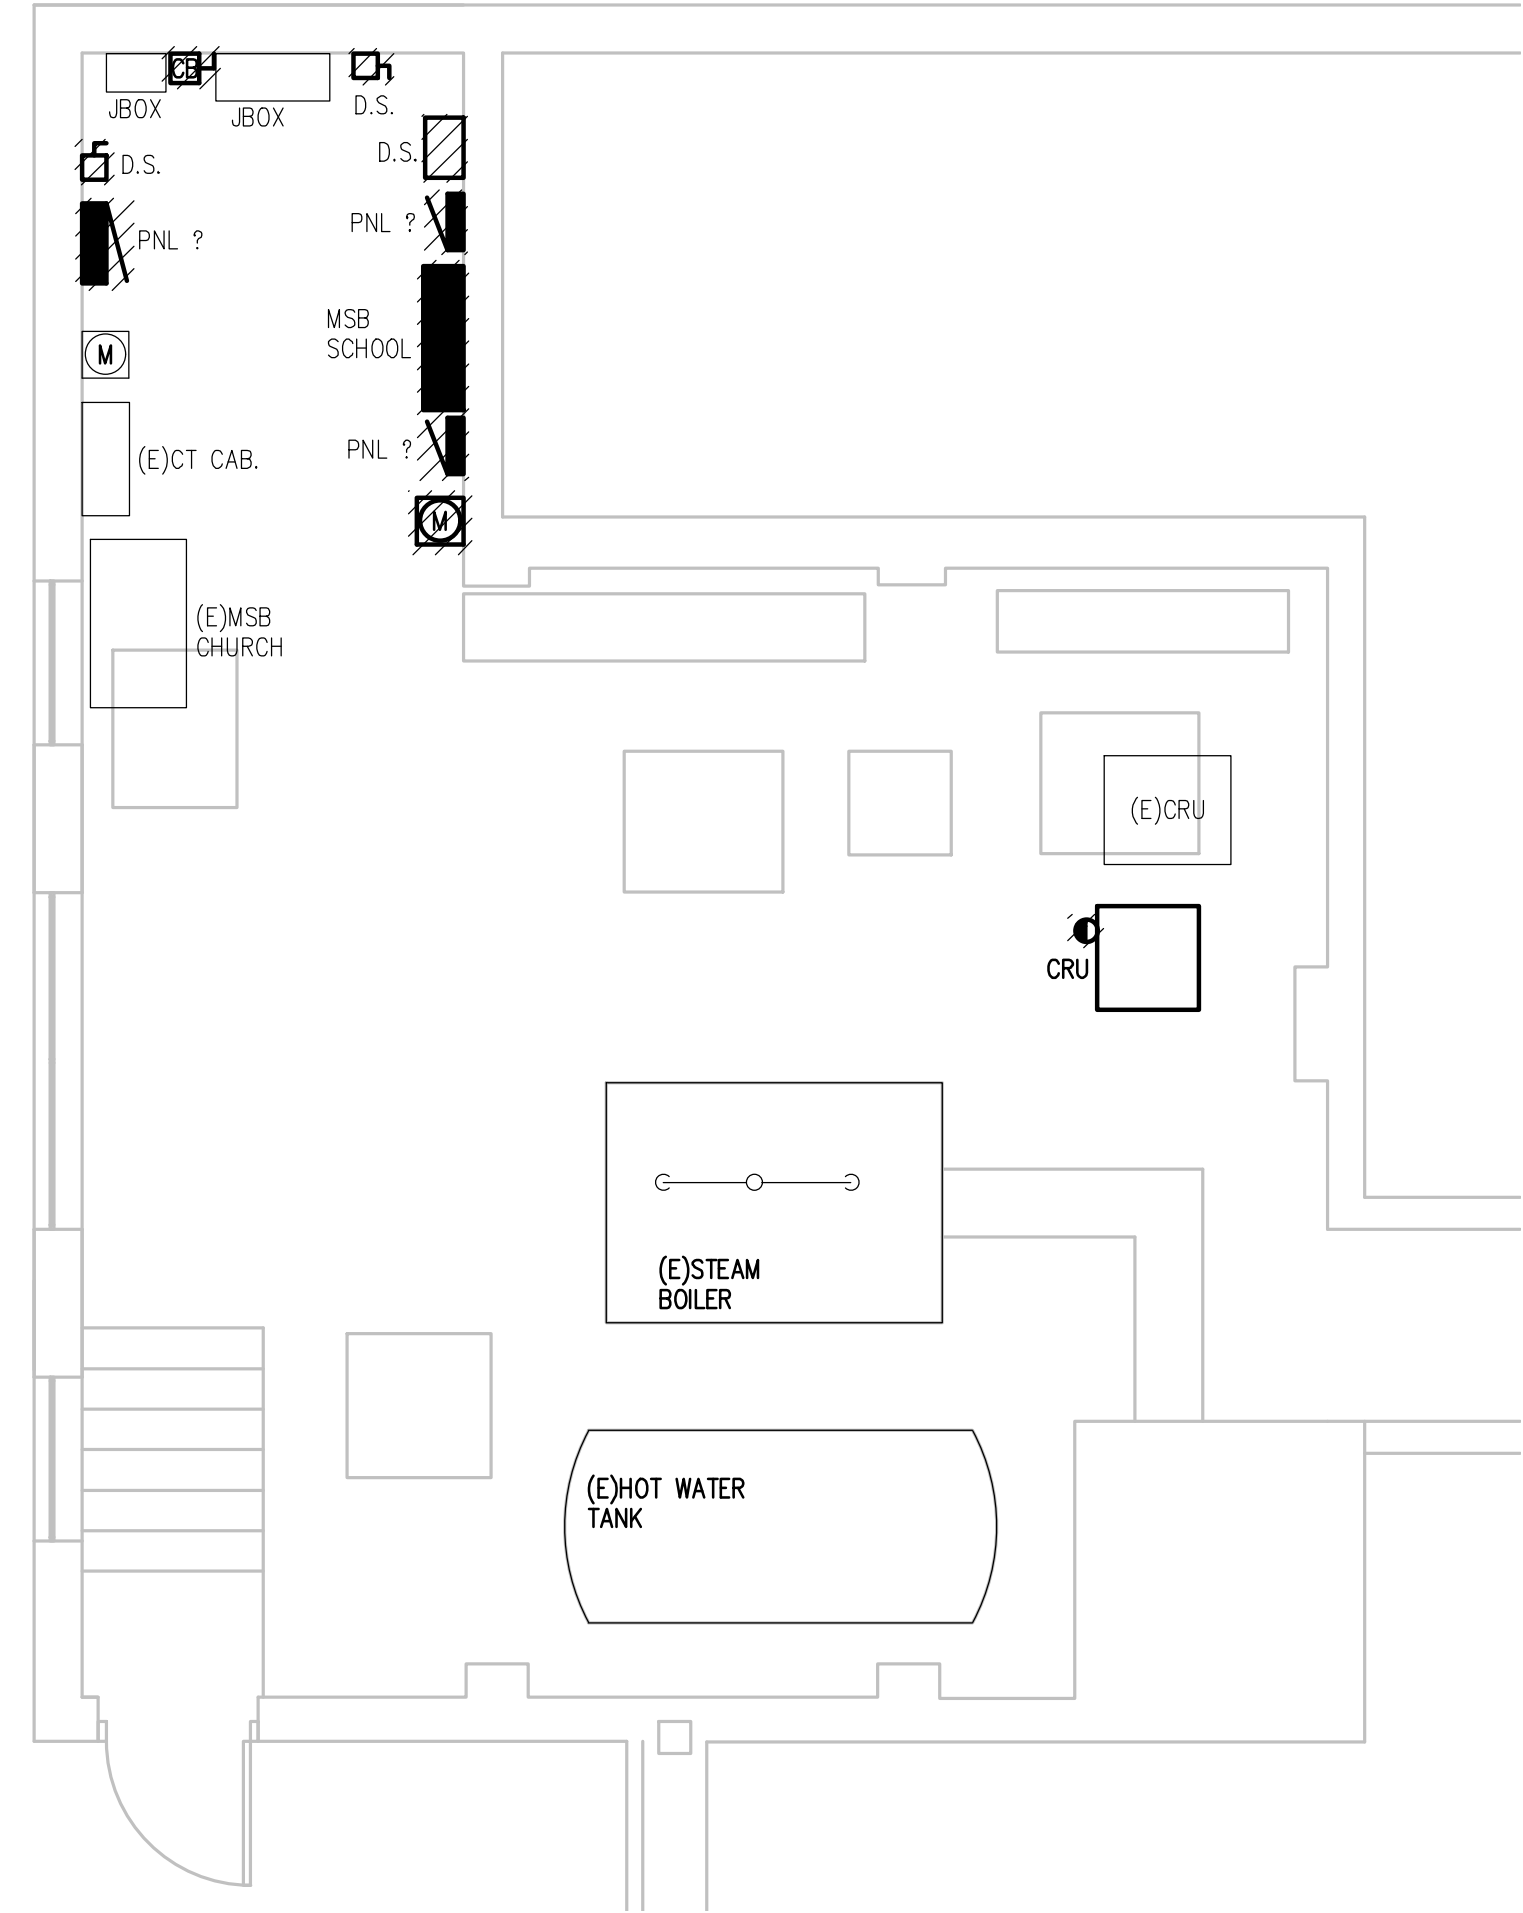 CB
JBOX
JBOX
D.S.
D.S.
D.S.
PNL ?
PNL ?
MSB
SCHOOL
M
PNL ?
(E)CT CAB.
M
(E)MSB
CHURCH
(E)CRU
CRU
(E)STEAM
BOILER
(E)HOT WATER
TANK